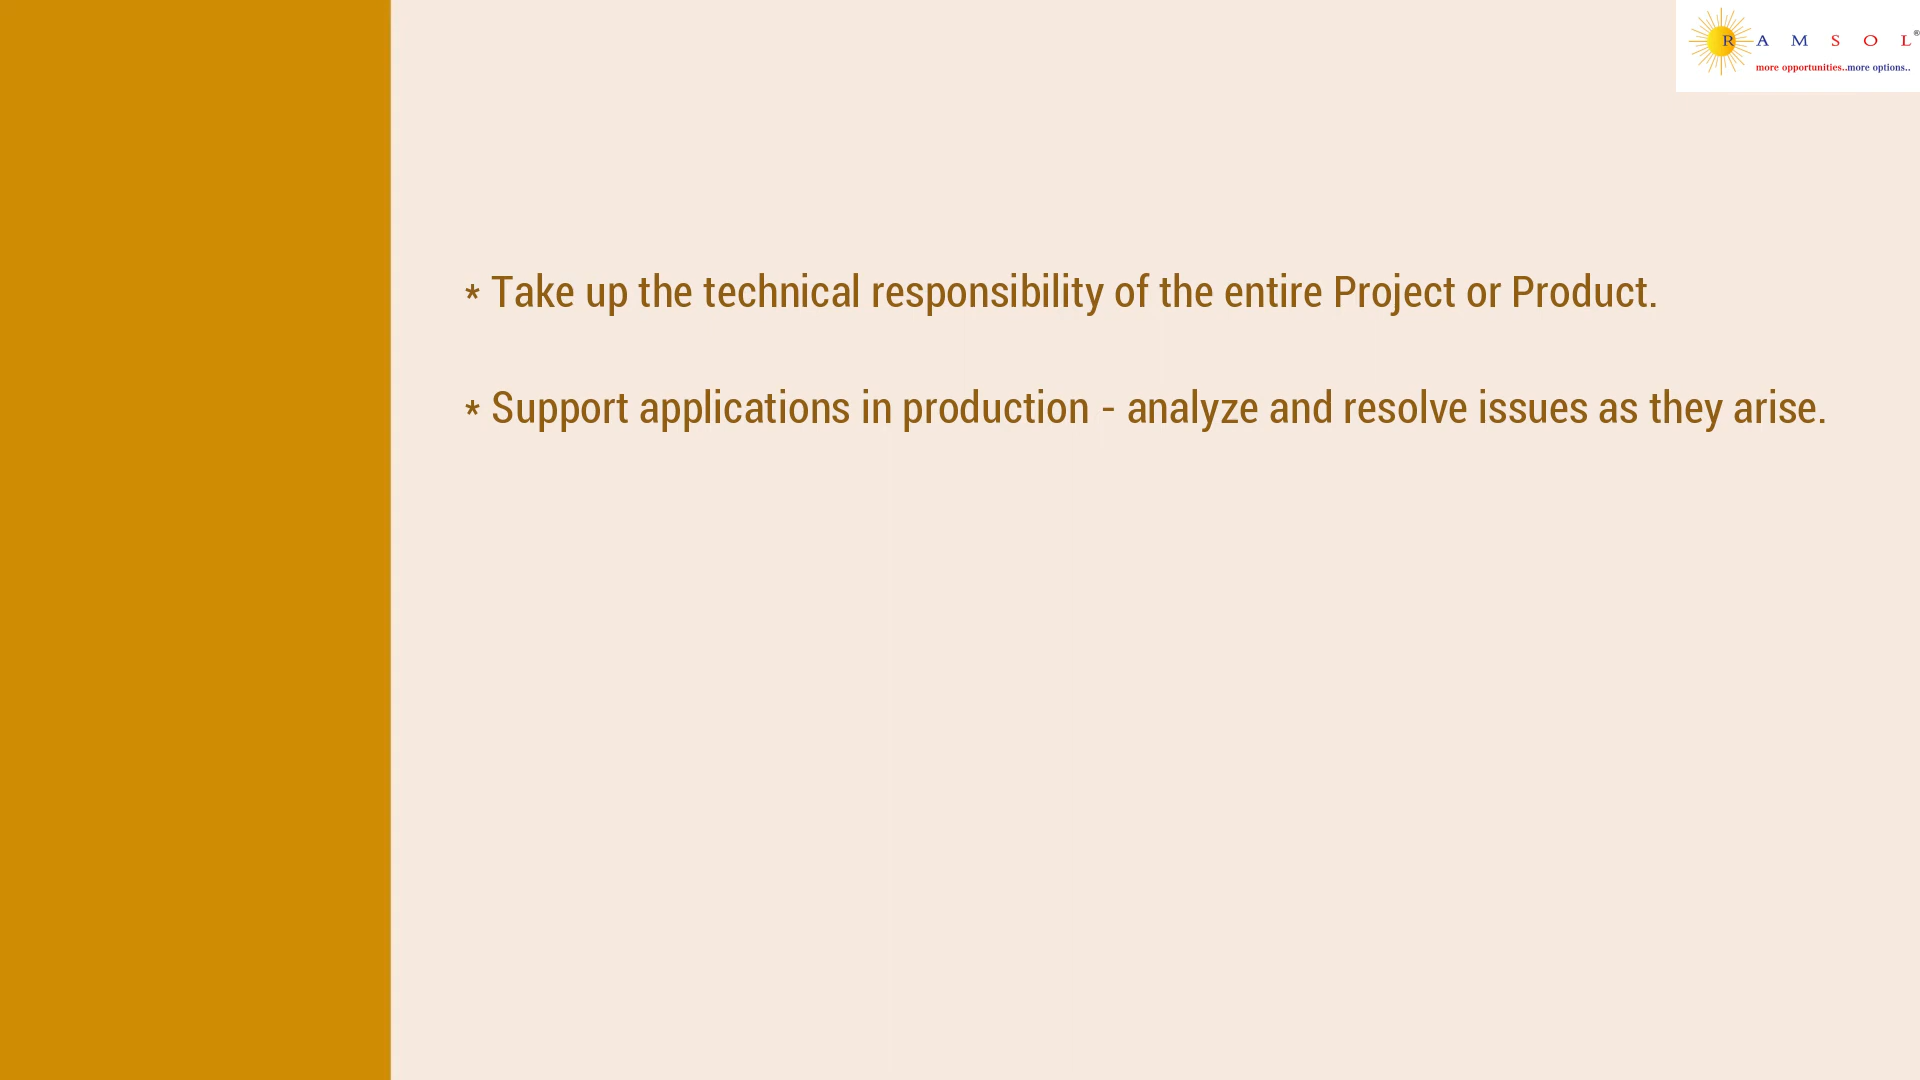 R A M S O L®
more opportunities..more options..
* Take up the technical responsibility of the entire Project or Product.
* Support applications in production - analyze and resolve issues as they arise.